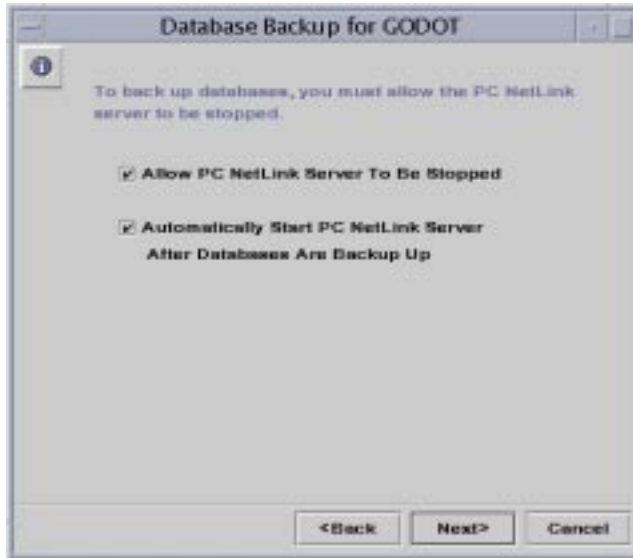 Database Backup for GODOT
To back up databases, you must allow the PC NetLink
server to be stopped.
Allow PC NetLink Server To Be Stopped
Automatically Start PC NetLink Server
After Databases Are Backup Up
<Back
Next>
Cancel